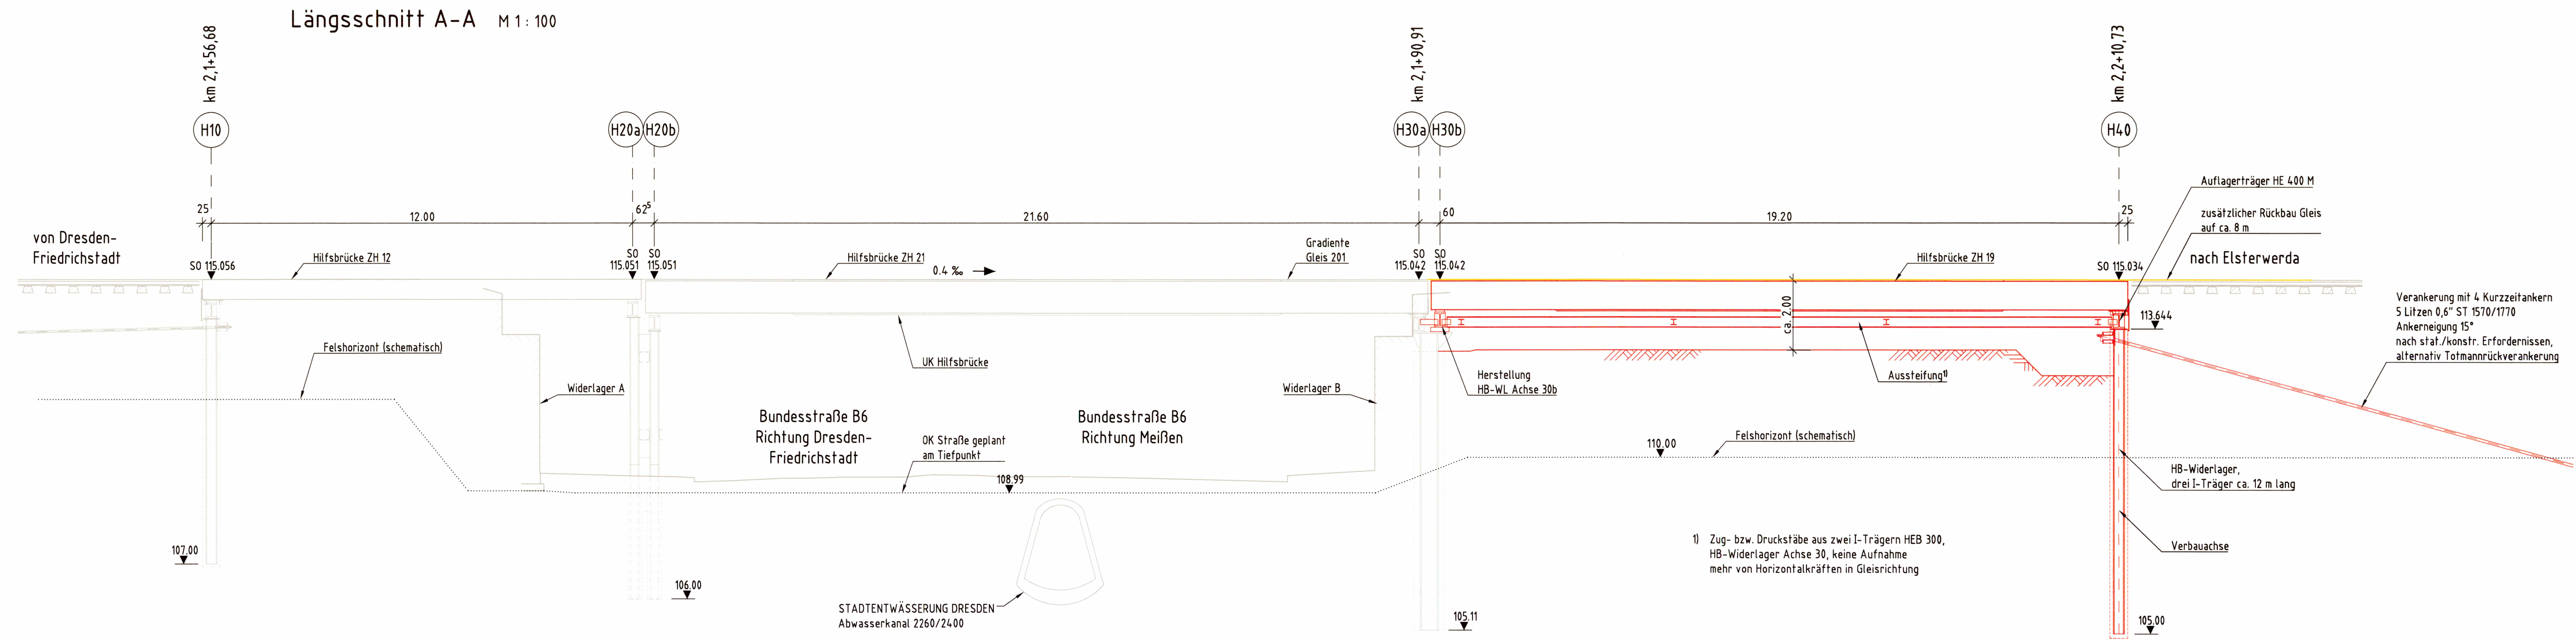 Längsschnitt A-A M 1 : 100
km 2,1+56,68
km 2,1+90,91
km 2,2+10,73
H10
H20a
H20b
H30a
H30b
H40
25
12.00
62⁵
21.60
60
19.20
25
von Dresden-
Friedrichstadt
SO 115.056
Hilfsbrücke ZH 12
SO
115.051
SO
115.051
Hilfsbrücke ZH 21
0.4 ‰
Gradiente
Gleis 201
SO
115.042
SO
115.042
Hilfsbrücke ZH 19
SO 115.034
Auflagerträger HE 400 M
zusätzlicher Rückbau Gleis
auf ca. 8 m
nach Elsterwerda
113.644
Verankerung mit 4 Kurzzeitankern
5 Litzen 0,6" ST 1570/1770
Ankerneigung 15°
nach stat./konstr. Erfordernissen,
alternativ Totmannrückverankerung
ca. 2.00
Felshorizont (schematisch)
UK Hilfsbrücke
Widerlager A
Widerlager B
Herstellung
HB-WL Achse 30b
Aussteifung¹⁾
Bundesstraße B6
Richtung Dresden-
Friedrichstadt
Bundesstraße B6
Richtung Meißen
OK Straße geplant
am Tiefpunkt
108.99
110.00
Felshorizont (schematisch)
HB-Widerlager,
drei I-Träger ca. 12 m lang
Verbauachse
107.00
106.00
105.11
105.00
STADTENTWÄSSERUNG DRESDEN
Abwasserkanal 2260/2400
1) Zug- bzw. Druckstäbe aus zwei I-Trägern HEB 300,
HB-Widerlager Achse 30, keine Aufnahme
mehr von Horizontalkräften in Gleisrichtung